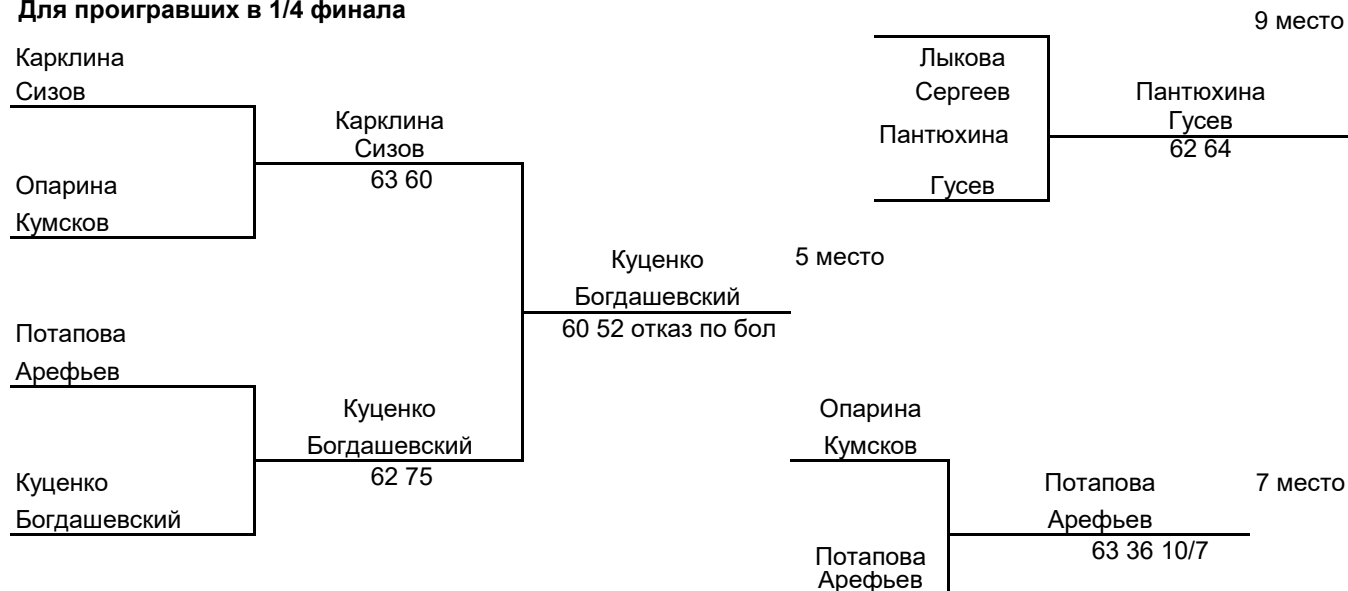 Для проигравших в 1/4 финала
9 место
Карклина
Сизов
Лыкова
Сергеев
Пантюхина
Гусев
Пантюхина
Гусев
62 64
Карклина
Сизов
63 60
Опарина
Кумсков
Куценко
Богдашевский
60 52 отказ по бол
5 место
Потапова
Арефьев
Куценко
Богдашевский
62 75
Куценко
Богдашевский
Опарина
Кумсков
Потапова
Арефьев
63 36 10/7
7 место
Потапова
Арефьев